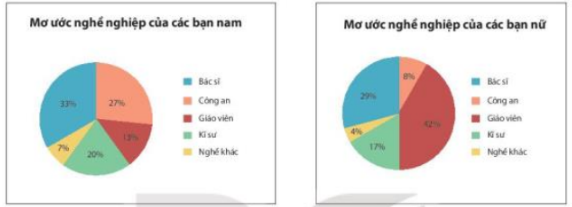 Mơ ước nghề nghiệp của các bạn nam
33%
27%
13%
20%
7%
Bác sĩ
Công an
Giáo viên
Kĩ sư
Nghề khác
Mơ ước nghề nghiệp của các bạn nữ
29%
8%
42%
17%
4%
Bác sĩ
Công an
Giáo viên
Kĩ sư
Nghề khác